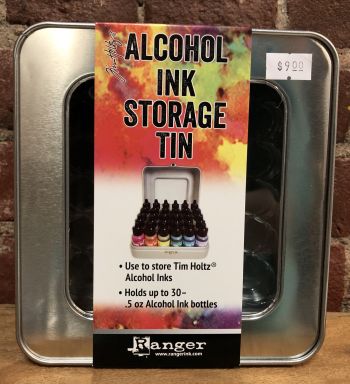 Tim Holtz
ALCOHOL
INK
STORAGE
TIN
$9.00
• Use to store Tim Holtz®
Alcohol Inks
• Holds up to 30–
.5 oz Alcohol Ink bottles
Ranger
www.rangerink.com